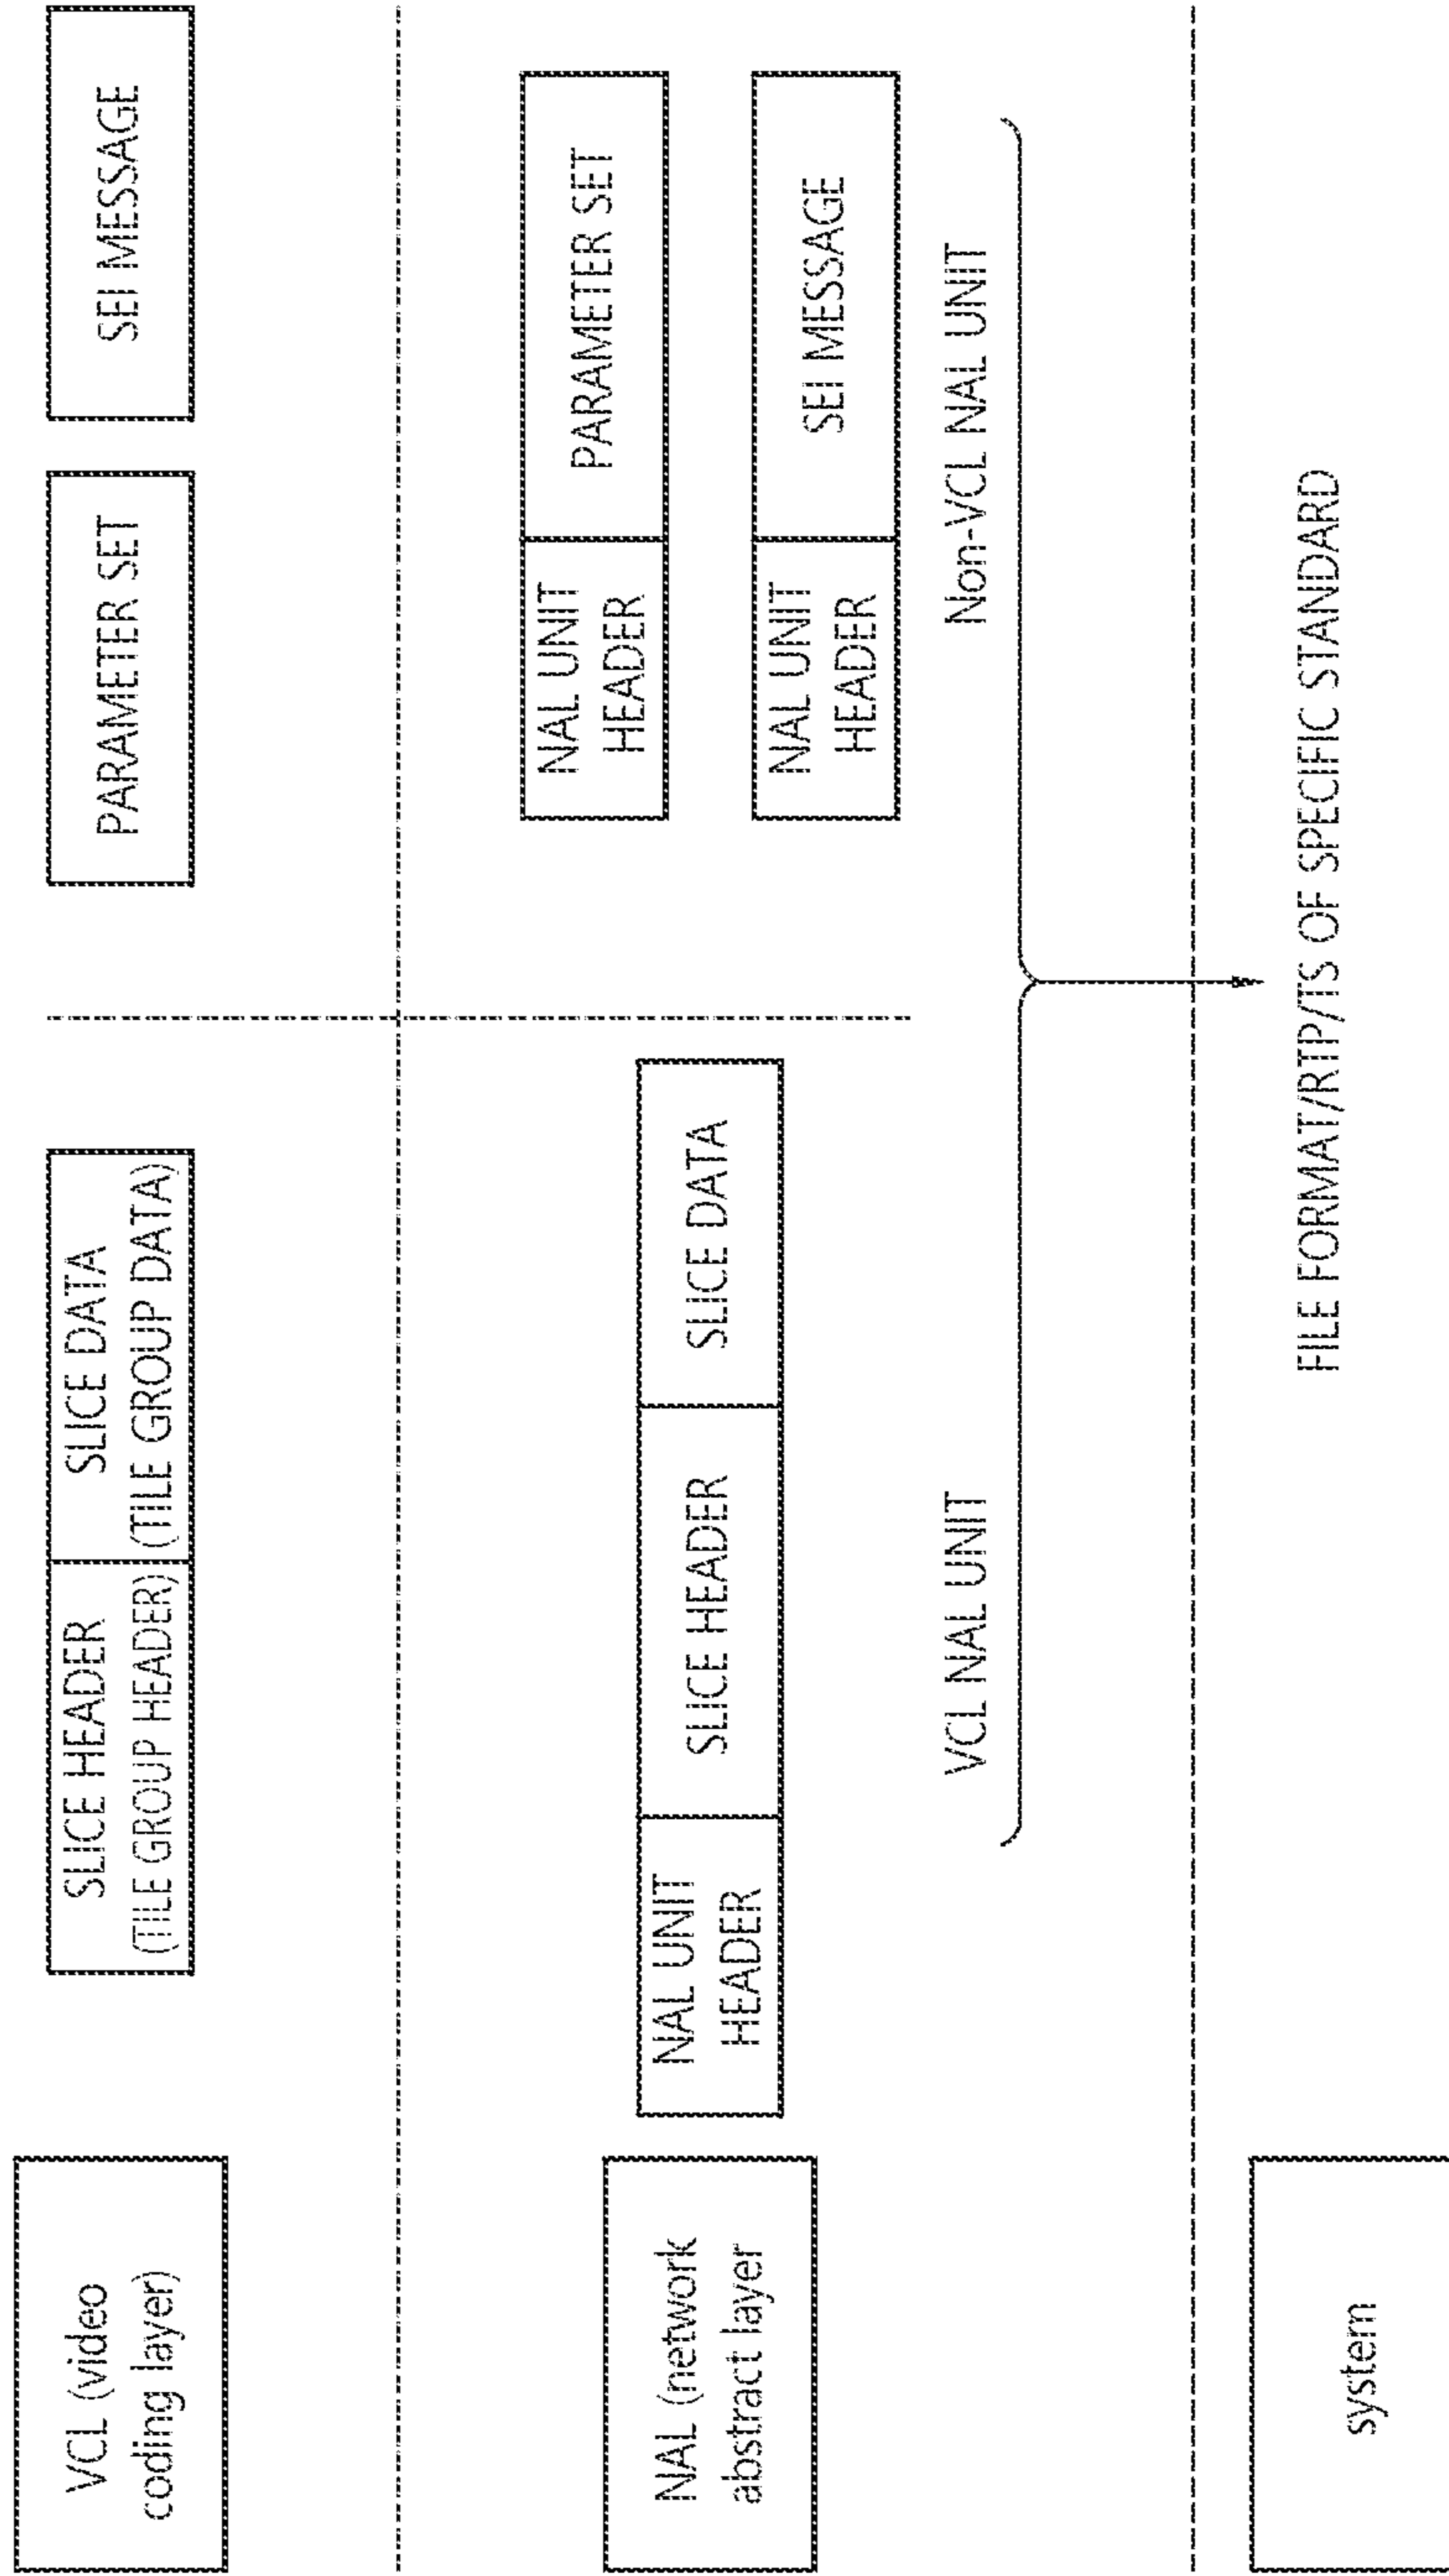 VCL (video
coding layer)
SLICE HEADER
(TILE GROUP HEADER)
SLICE DATA
(TILE GROUP DATA)
PARAMETER SET
SEI MESSAGE
NAL (network
abstract layer
NAL UNIT
HEADER
SLICE HEADER
SLICE DATA
NAL UNIT
HEADER
PARAMETER SET
NAL UNIT
HEADER
SEI MESSAGE
VCL NAL UNIT
Non-VCL NAL UNIT
system
FILE FORMAT/RTP/TS OF SPECIFIC STANDARD